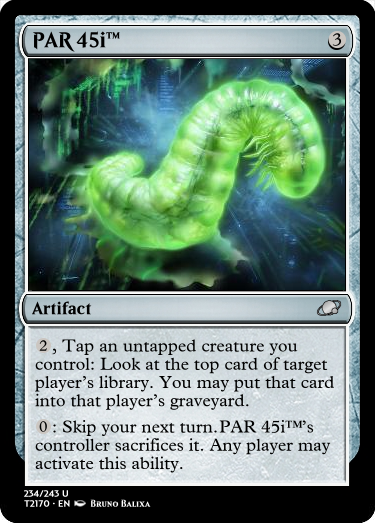 PAR 45i™ 3
Artifact
2, Tap an untapped creature you
control: Look at the top card of target
player's library. You may put that card
into that player's graveyard.
0: Skip your next turn.PAR 45i™'s
controller sacrifices it. Any player may
activate this ability.
234/243 U
T2170 · EN Bruno Balixa